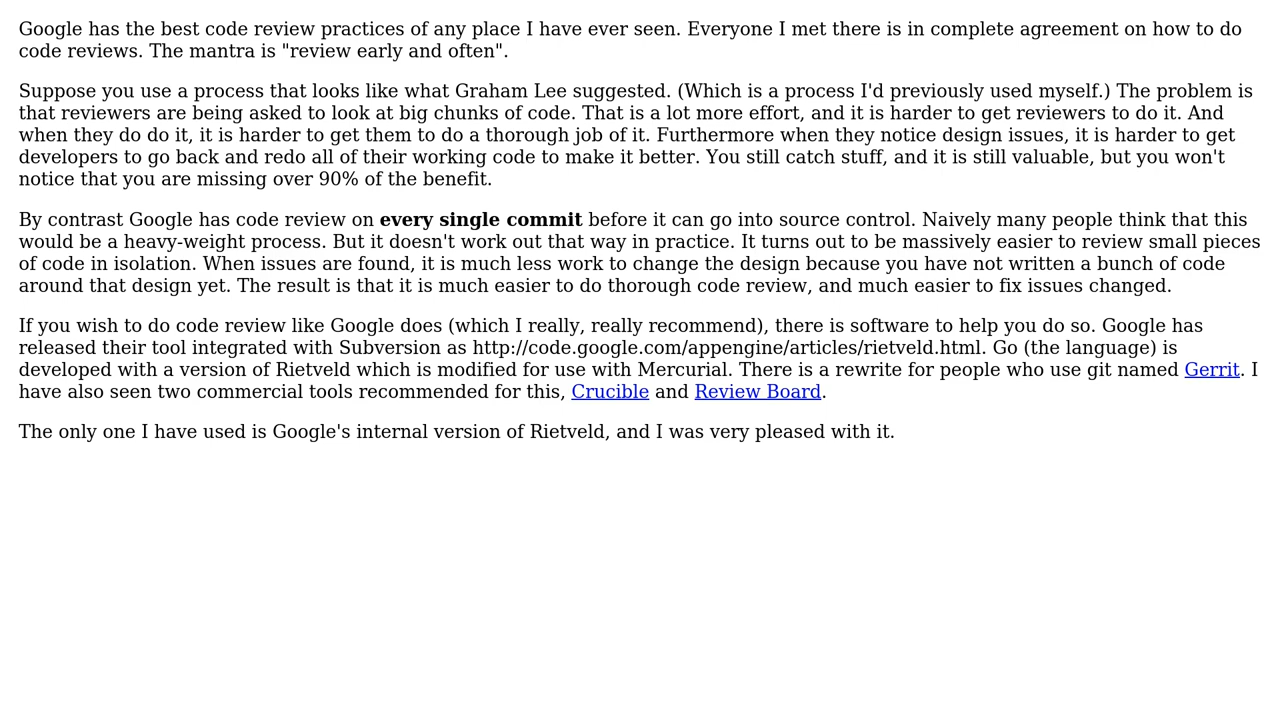 Google has the best code review practices of any place I have ever seen. Everyone I met there is in complete agreement on how to do
code reviews. The mantra is "review early and often".
Suppose you use a process that looks like what Graham Lee suggested. (Which is a process I'd previously used myself.) The problem is
that reviewers are being asked to look at big chunks of code. That is a lot more effort, and it is harder to get reviewers to do it. And
when they do do it, it is harder to get them to do a thorough job of it. Furthermore when they notice design issues, it is harder to get
developers to go back and redo all of their working code to make it better. You still catch stuff, and it is still valuable, but you won't
notice that you are missing over 90% of the benefit.
By contrast Google has code review on every single commit before it can go into source control. Naively many people think that this
would be a heavy-weight process. But it doesn't work out that way in practice. It turns out to be massively easier to review small pieces
of code in isolation. When issues are found, it is much less work to change the design because you have not written a bunch of code
around that design yet. The result is that it is much easier to do thorough code review, and much easier to fix issues changed.
If you wish to do code review like Google does (which I really, really recommend), there is software to help you do so. Google has
released their tool integrated with Subversion as http://code.google.com/appengine/articles/rietveld.html. Go (the language) is
developed with a version of Rietveld which is modified for use with Mercurial. There is a rewrite for people who use git named Gerrit. I
have also seen two commercial tools recommended for this, Crucible and Review Board.
The only one I have used is Google's internal version of Rietveld, and I was very pleased with it.